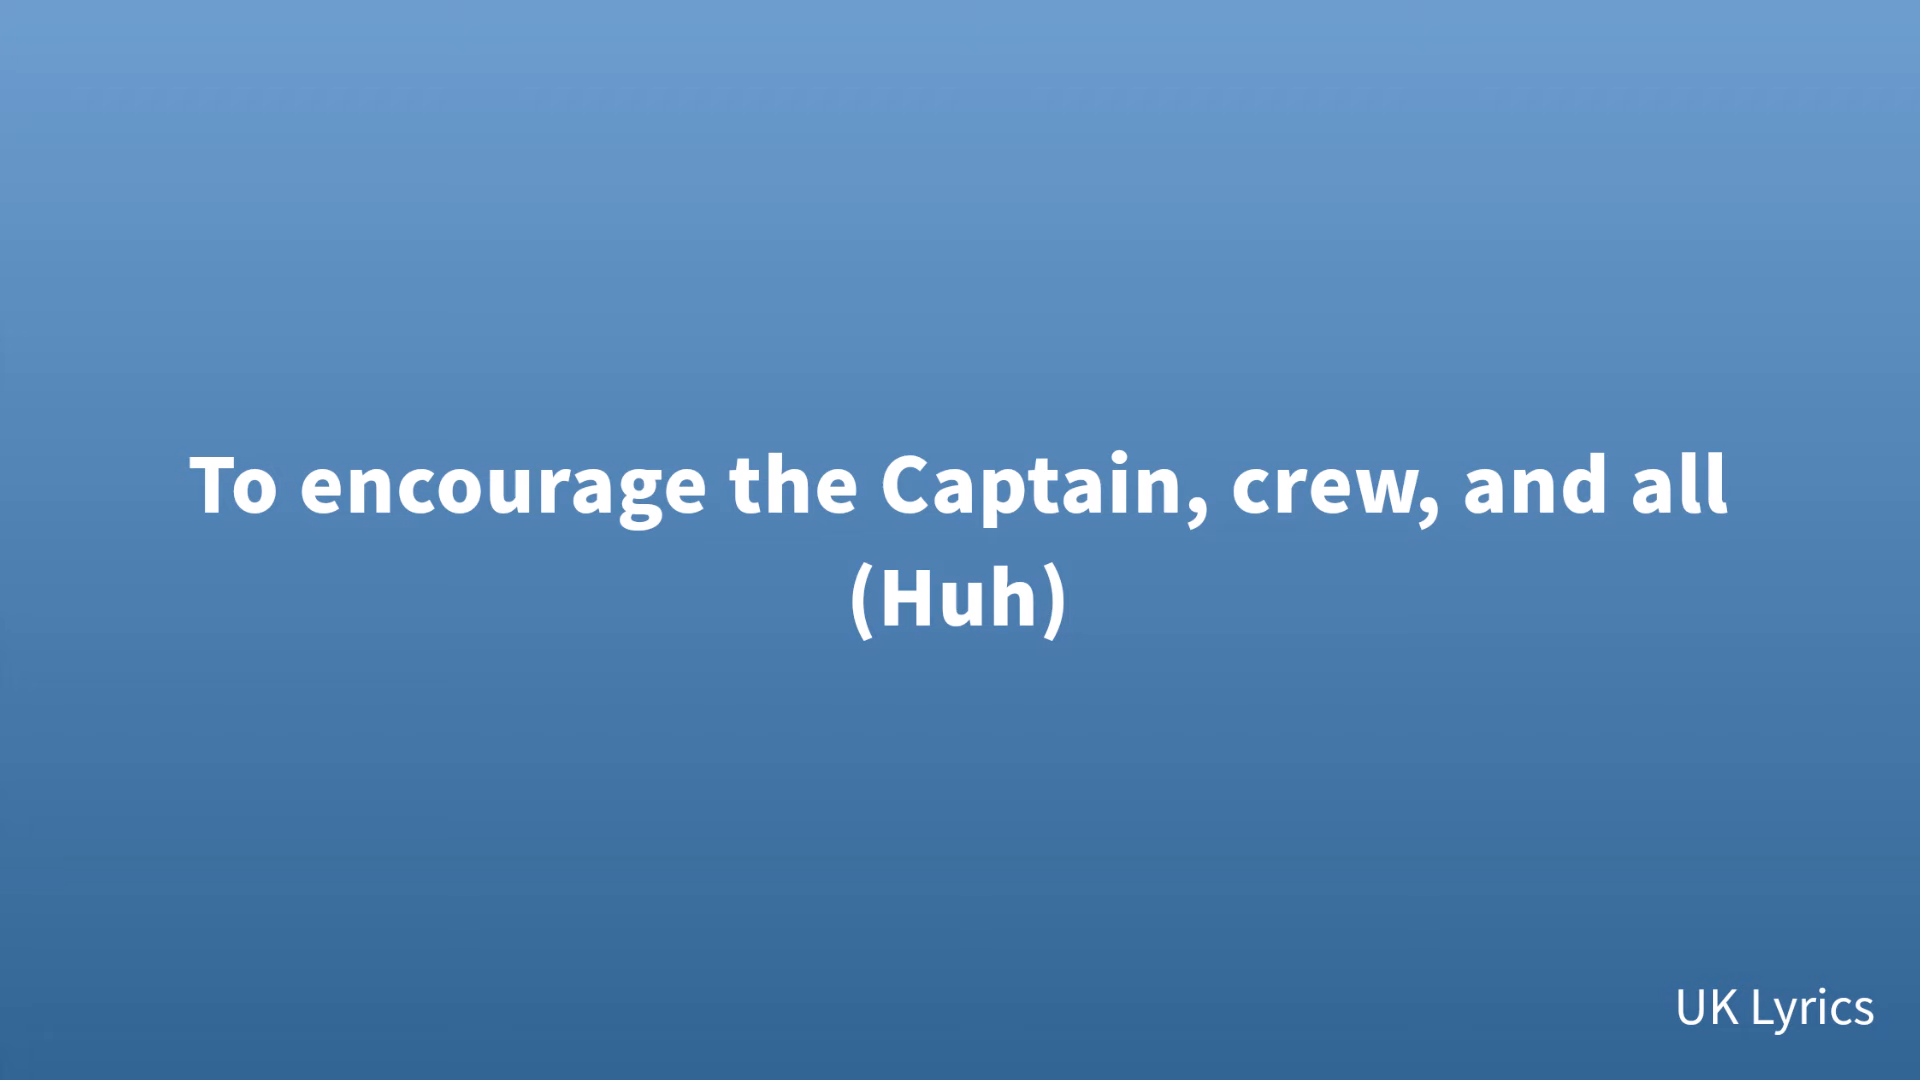 To encourage the Captain, crew, and all
(Huh)
UK Lyrics